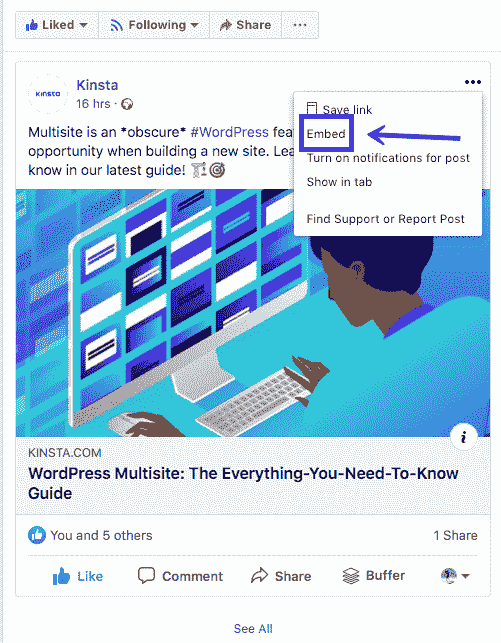 Liked
Following
Share
Kinsta
16 hrs
KINSTA
Save link
Embed
Turn on notifications for post
Show in tab
Find Support or Report Post
Multisite is an *obscure* #WordPress fea
opportunity when building a new site. Lea
know in our latest guide!
i
KINSTA.COM
WordPress Multisite: The Everything-You-Need-To-Know
Guide
You and 5 others
1 Share
Like
Comment
Share
Buffer
See All